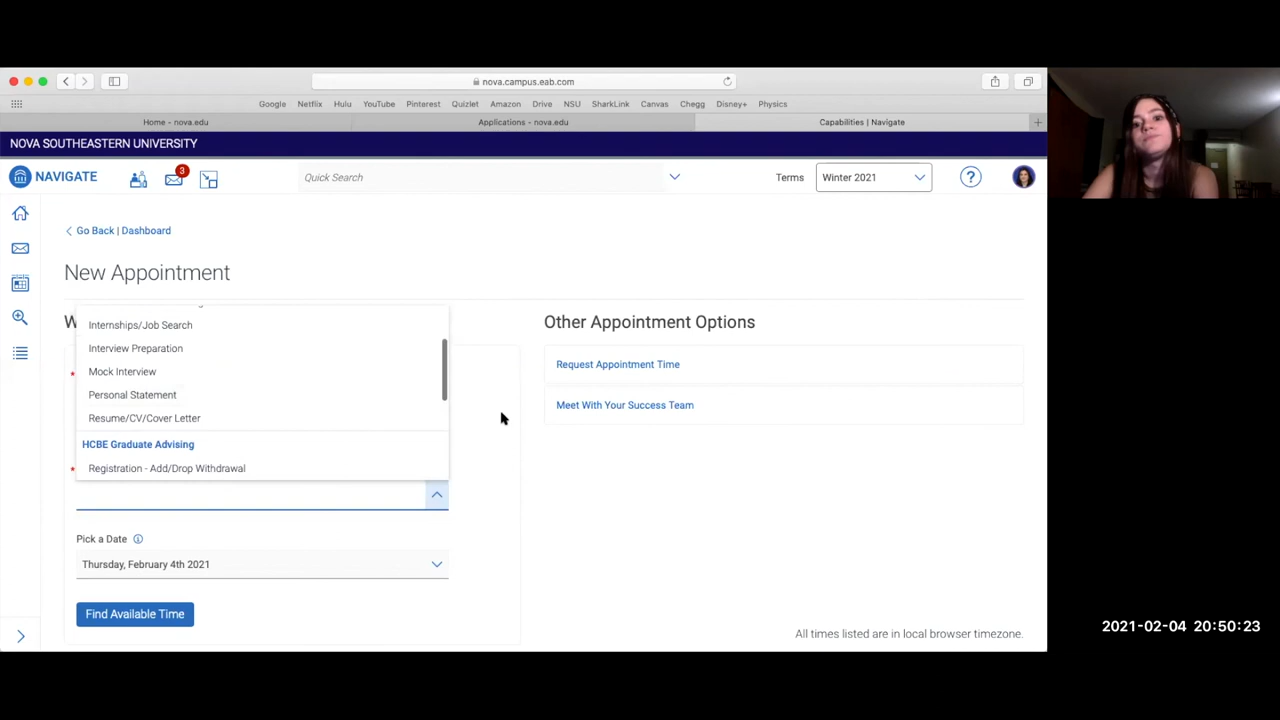 nova.campus.eab.com
Google Netflix Hulu YouTube Pinterest Quizlet Amazon Drive NSU SharkLink Canvas Chegg Disney+ Physics
Home - nova.edu Applications - nova.edu Capabilities | Navigate
NOVA SOUTHEASTERN UNIVERSITY
NAVIGATE 3 Quick Search Terms Winter 2021 ?
Go Back | Dashboard
New Appointment
W
Internships/Job Search
Interview Preparation
Mock Interview
Personal Statement
Resume/CV/Cover Letter
HCBE Graduate Advising
* Registration - Add/Drop Withdrawal
Pick a Date
Thursday, February 4th 2021
Find Available Time
Other Appointment Options
Request Appointment Time
Meet With Your Success Team
All times listed are in local browser timezone.
2021-02-04 20:50:23